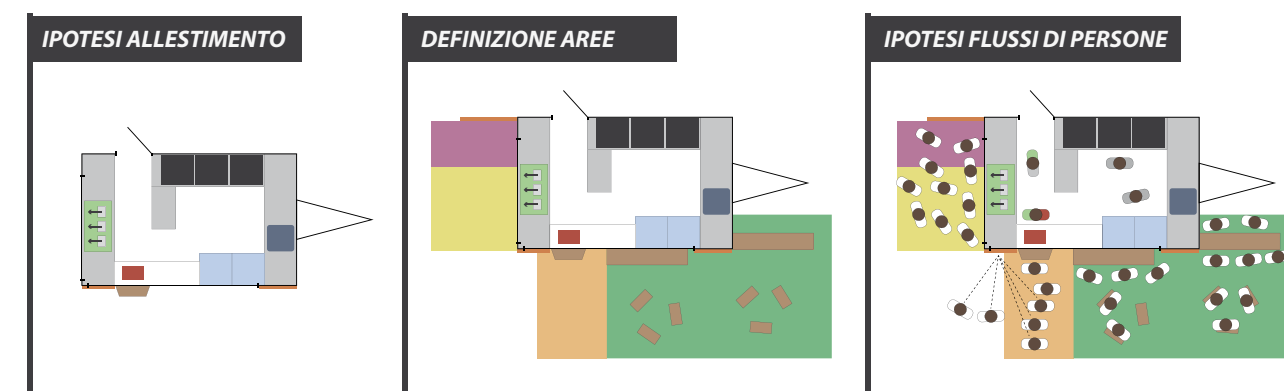 IPOTESI ALLESTIMENTO
DEFINIZIONE AREE
IPOTESI FLUSSI DI PERSONE